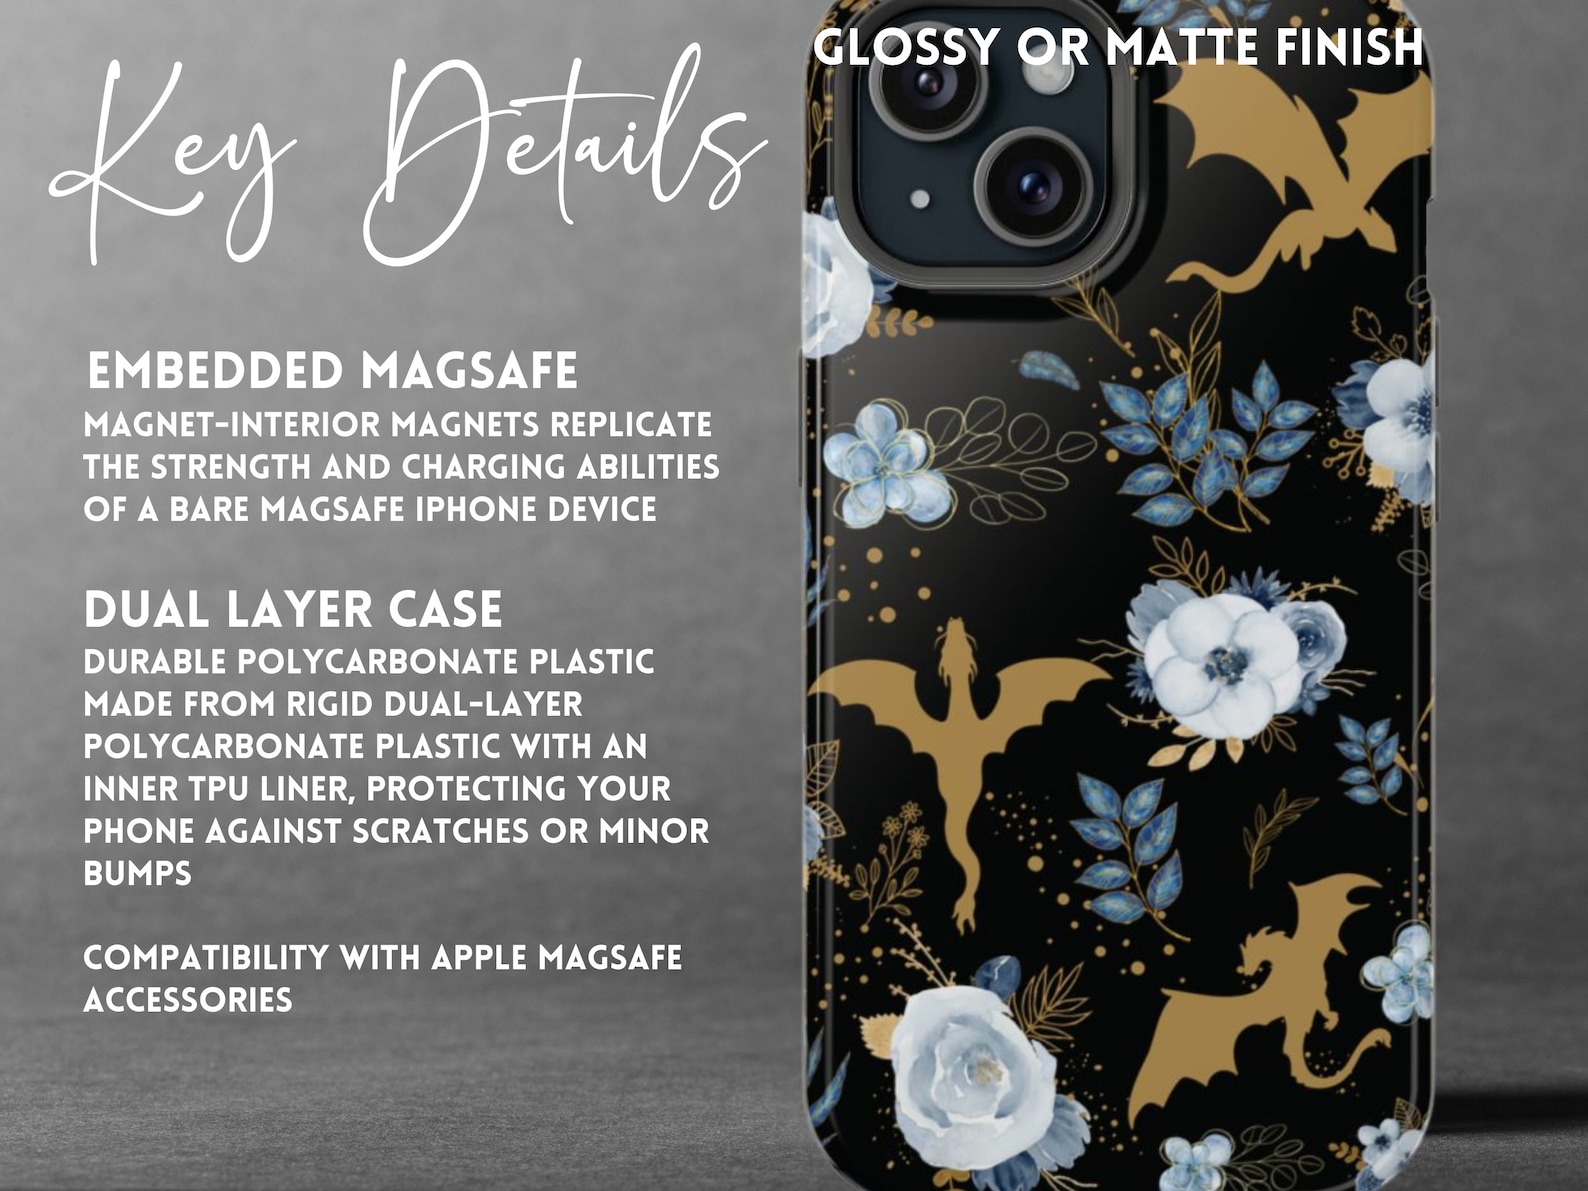 Key Details
GLOSSY OR MATTE FINISH
EMBEDDED MAGSAFE
MAGNET-INTERIOR MAGNETS REPLICATE
THE STRENGTH AND CHARGING ABILITIES
OF A BARE MAGSAFE IPHONE DEVICE
DUAL LAYER CASE
DURABLE POLYCARBONATE PLASTIC
MADE FROM RIGID DUAL-LAYER
POLYCARBONATE PLASTIC WITH AN
INNER TPU LINER, PROTECTING YOUR
PHONE AGAINST SCRATCHES OR MINOR
BUMPS
COMPATIBILITY WITH APPLE MAGSAFE
ACCESSORIES